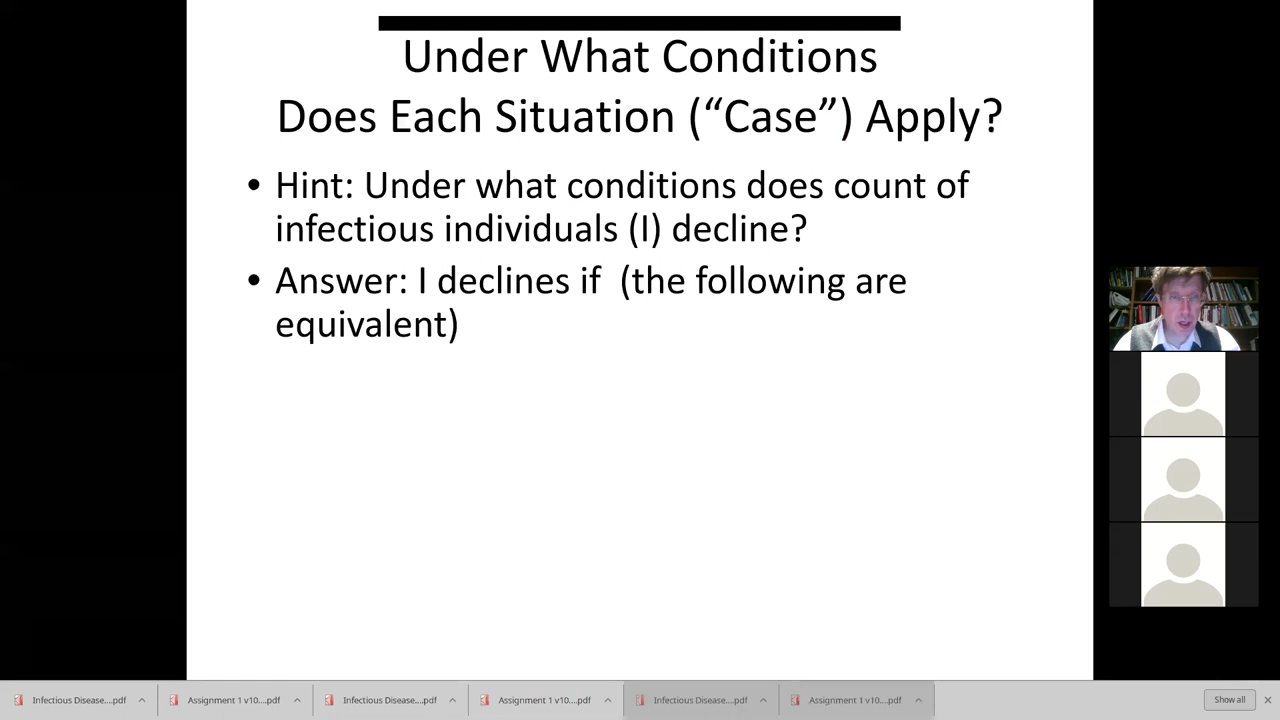 Under What Conditions
Does Each Situation (“Case”) Apply?
• Hint: Under what conditions does count of
infectious individuals (I) decline?
• Answer: I declines if  (the following are
equivalent)
Infectious Disease....pdf
Assignment 1 v10....pdf
Infectious Disease....pdf
Assignment 1 v10....pdf
Infectious Disease....pdf
Assignment 1 v10....pdf
Show all